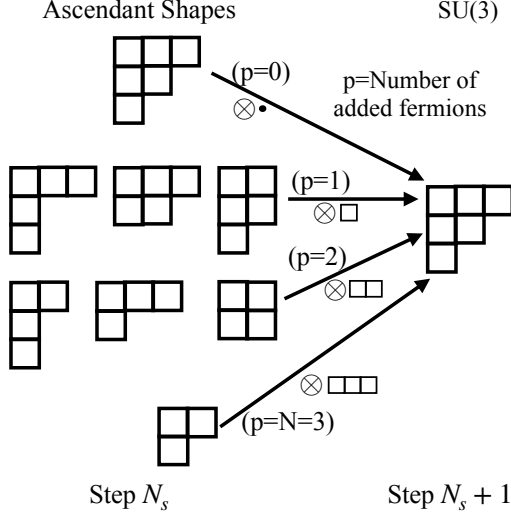 Ascendant Shapes
SU(3)
(p=0)
p=Number of
added fermions
⊗ •
(p=1)
⊗
(p=2)
⊗
⊗
(p=N=3)
Step N_s
Step N_s + 1